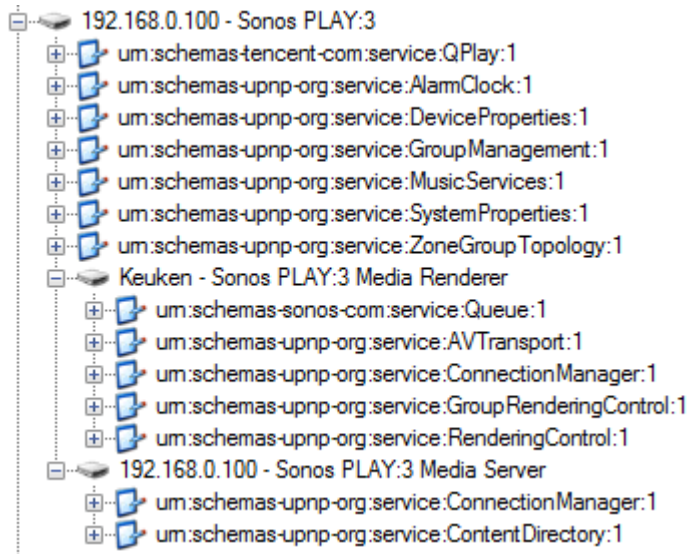 192.168.0.100 - Sonos PLAY:3
urn:schemas-tencent-com:service:QPlay:1
urn:schemas-upnp-org:service:AlarmClock:1
urn:schemas-upnp-org:service:DeviceProperties:1
urn:schemas-upnp-org:service:GroupManagement:1
urn:schemas-upnp-org:service:MusicServices:1
urn:schemas-upnp-org:service:SystemProperties:1
urn:schemas-upnp-org:service:ZoneGroupTopology:1
Keuken - Sonos PLAY:3 Media Renderer
urn:schemas-sonos-com:service:Queue:1
urn:schemas-upnp-org:service:AVTransport:1
urn:schemas-upnp-org:service:ConnectionManager:1
urn:schemas-upnp-org:service:GroupRenderingControl:1
urn:schemas-upnp-org:service:RenderingControl:1
192.168.0.100 - Sonos PLAY:3 Media Server
urn:schemas-upnp-org:service:ConnectionManager:1
urn:schemas-upnp-org:service:ContentDirectory:1